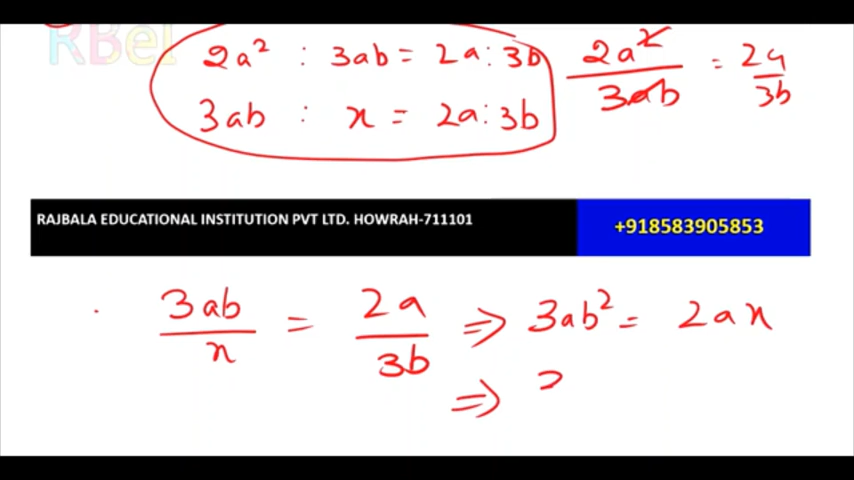 RBel
2a² : 3ab = 2a : 3b 2a²/3ab = 2a/3b
3ab : x = 2a : 3b
RAJBALA EDUCATIONAL INSTITUTION PVT LTD. HOWRAH-711101 +918583905853
3ab/x = 2a/3b ⇒ 3ab² = 2ax
⇒